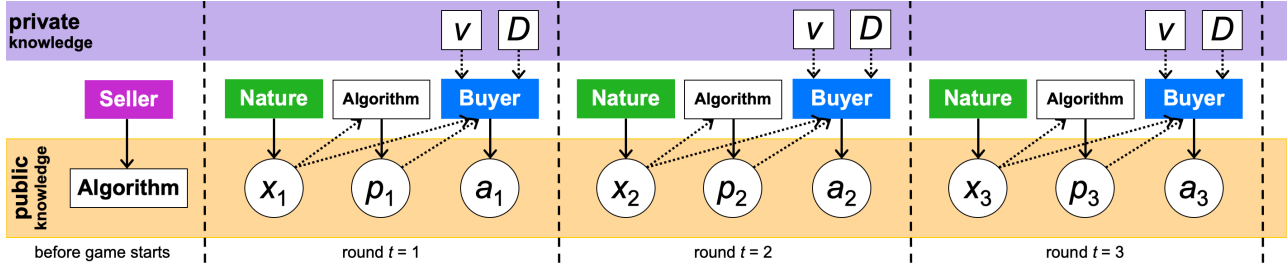 private
knowledge
v D v D v D
Seller Nature Algorithm Buyer Nature Algorithm Buyer Nature Algorithm Buyer
public
knowledge
Algorithm x1 p1 a1 x2 p2 a2 x3 p3 a3
before game starts round t = 1 round t = 2 round t = 3